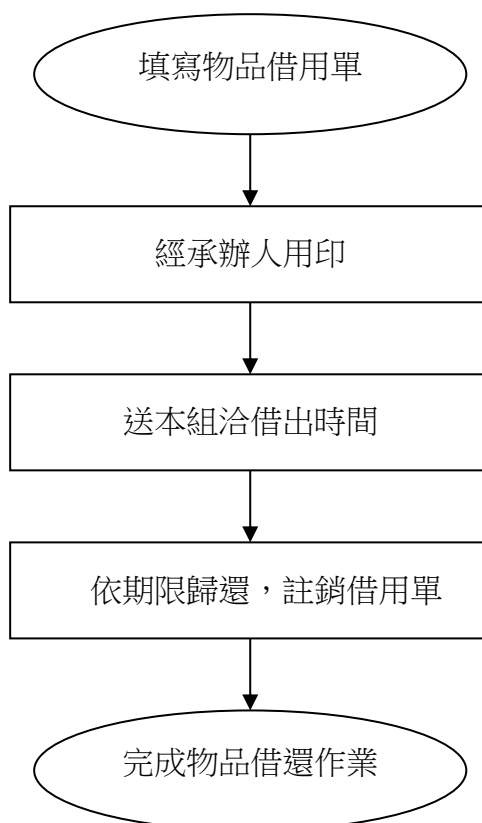 填寫物品借用單
經承辦人用印
送本組洽借出時間
依期限歸還，註銷借用單
完成物品借還作業